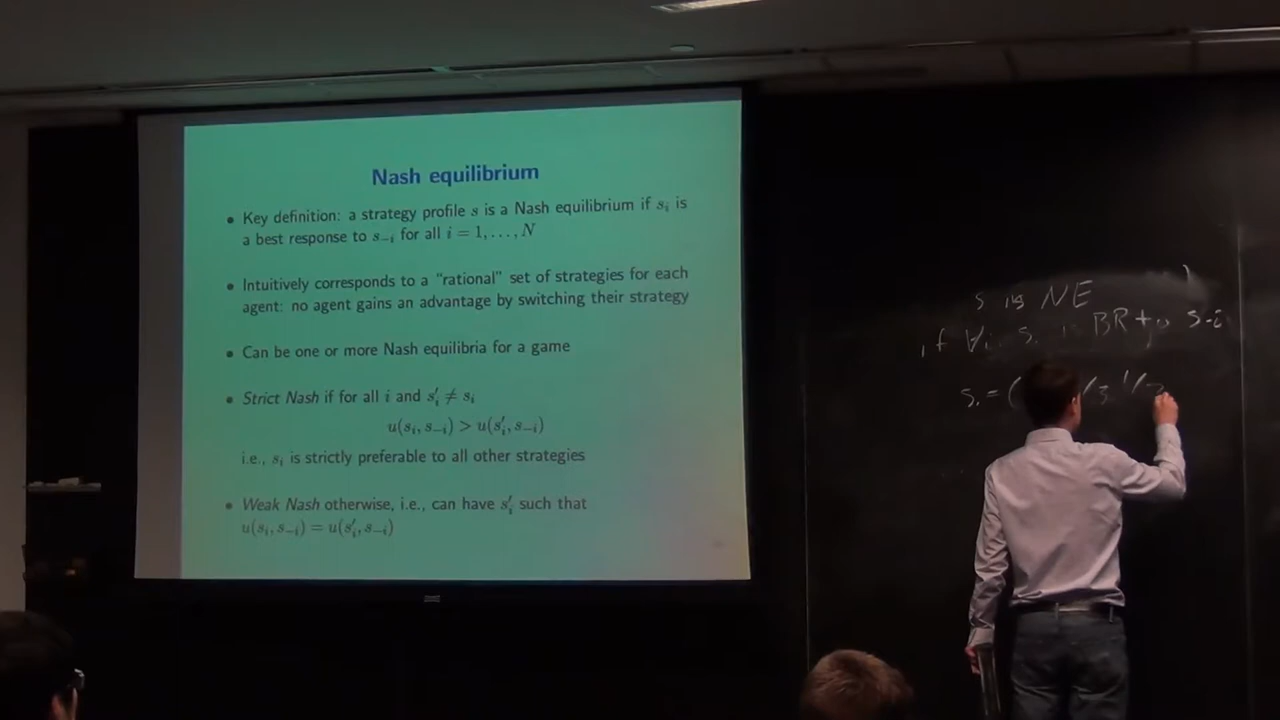 Nash equilibrium
• Key definition: a strategy profile s is a Nash equilibrium if sᵢ is
a best response to s₋ᵢ for all i = 1, . . . , N
• Intuitively corresponds to a “rational” set of strategies for each
agent: no agent gains an advantage by switching their strategy
• Can be one or more Nash equilibria for a game
• Strict Nash if for all i and s′ᵢ ≠ sᵢ
u(sᵢ, s₋ᵢ) > u(s′ᵢ, s₋ᵢ)
i.e., sᵢ is strictly preferable to all other strategies
• Weak Nash otherwise, i.e., can have s′ᵢ such that
u(sᵢ, s₋ᵢ) = u(s′ᵢ, s₋ᵢ)
s is NE
if ∀i sᵢ is BR to s-i
sᵢ = (